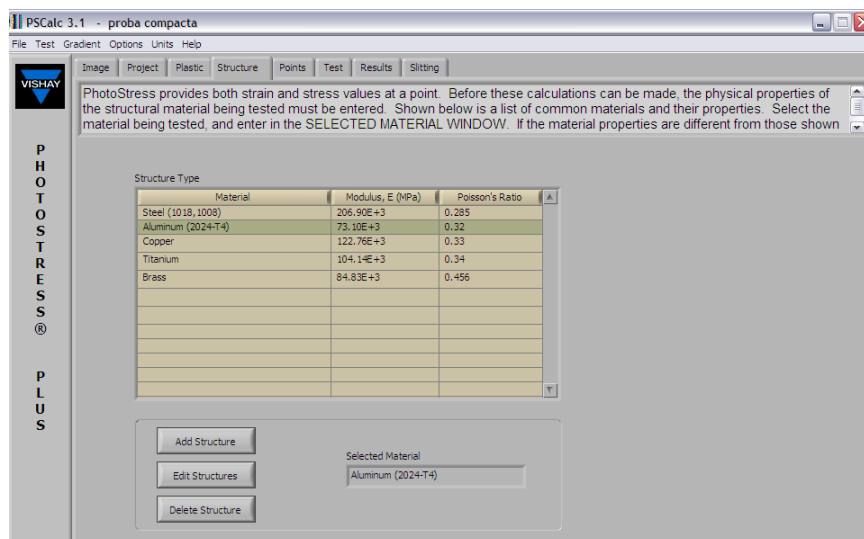 PSCalc 3.1 - proba compacta
File Test Gradient Options Units Help
Image Project Plastic Structure Points Test Results Slitting
VISHAY
PhotoStress provides both strain and stress values at a point. Before these calculations can be made, the physical properties of
the structural material being tested must be entered. Shown below is a list of common materials and their properties. Select the
material being tested, and enter in the SELECTED MATERIAL WINDOW. If the material properties are different from those shown
PHOTOSTRESS® PLUS
Structure Type
Material Modulus, E (MPa) Poisson's Ratio
Steel (1018,1008) 206.90E+3 0.285
Aluminum (2024-T4) 73.10E+3 0.32
Copper 122.76E+3 0.33
Titanium 104.14E+3 0.34
Brass 84.83E+3 0.456
Add Structure
Edit Structures
Delete Structure
Selected Material
Aluminum (2024-T4)